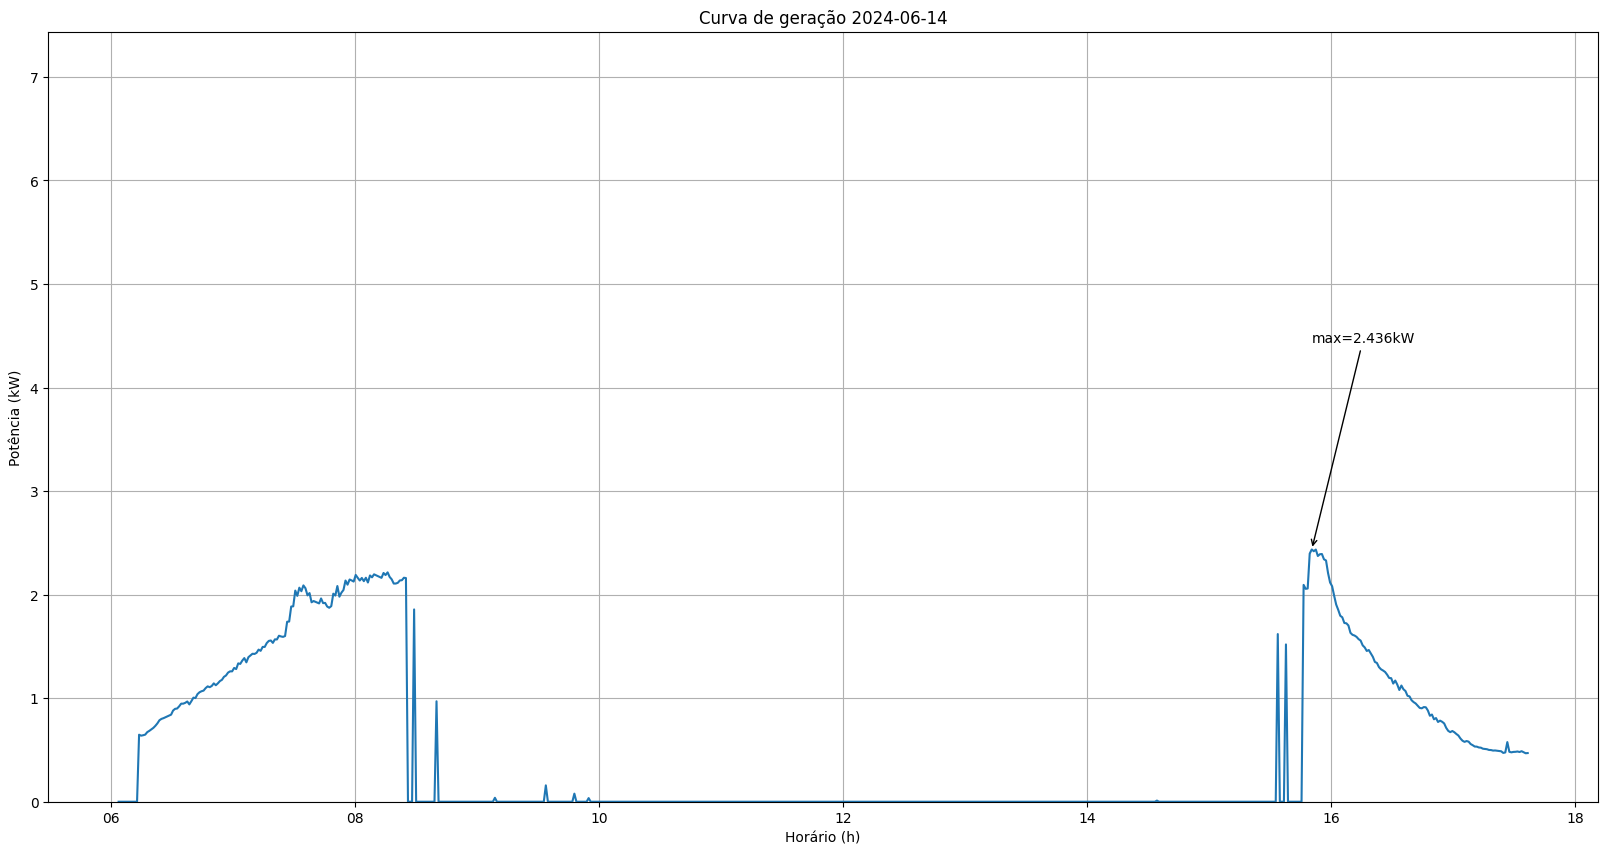 Curva de geração 2024-06-14
7
6
5
4
3
2
1
0
Potência (kW)
max=2.436kW
06 08 10 12 14 16 18
Horário (h)